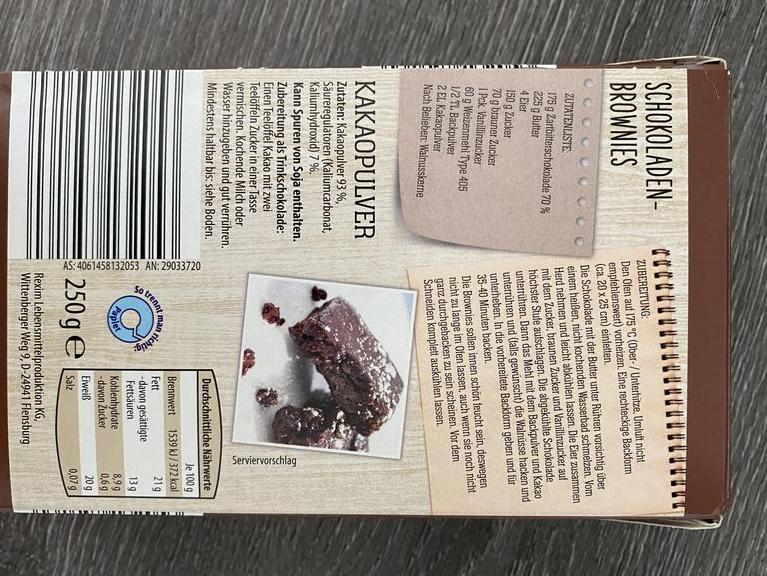 SCHOKOLADEN-
BROWNIES
ZUTATENLISTE:
175 g Zartbitterschokolade 70 %
225 g Butter
4 Eier
150 g Zucker
70 g brauner Zucker
1 Pck. Vanillinzucker
60 g Weizenmehl Type 405
1/2 TL Backpulver
2 EL Kakaopulver
Nach Belieben: Walnusskerne
ZUBEREITUNG:
Den Ofen auf 175 °C (Ober- / Unterhitze, Umluft nicht
empfehlenswert) vorheizen. Eine rechteckige Backform
(ca. 20 x 25 cm) einfetten.
Die Schokolade mit der Butter unter Rühren vorsichtig über
einem heißen, nicht kochenden Wasserbad schmelzen. Vom
Herd nehmen und leicht abkühlen lassen. Die Eier zusammen
mit dem Zucker, braunen Zucker und Vanillinzucker auf
höchster Stufe aufschlagen. Die abgekühlte Schokolade
unterrühren. Dann das Mehl mit dem Backpulver und Kakao
unterrühren und (falls gewünscht) die Walnüsse hacken und
unterheben. In die vorbereitete Backform geben und für
35-40 Minuten backen.
Die Brownies sollen innen schön feucht sein, deswegen
nicht zu lange im Ofen lassen, auch wenn sie noch nicht
ganz durchgebacken zu sein scheinen. Vor dem
Schneiden komplett auskühlen lassen.
KAKAOPULVER
Zutaten: Kakaopulver 93 %,
Säureregulatoren (Kaliumcarbonat,
Kaliumhydroxid) 7 %.
Kann Spuren von Soja enthalten.
Zubereitung als Trinkschokolade:
Einen Teelöffel Kakao mit zwei
Teelöffeln Zucker in einer Tasse
vermischen. Kochende Milch oder
Wasser hinzugeben und gut verrühren.
Mindestens haltbar bis: siehe Boden.
AS: 4061458132053 AN: 29033720
Serviervorschlag
So trennt man richtig:
Papier
250 g e
Durchschnittliche Nährwerte
Je 100 g
Brennwert 1539 kJ / 372 kcal
Fett 21 g
- davon gesättigte
Fettsäuren 13 g
Kohlenhydrate 8,9 g
- davon Zucker 0,6 g
Eiweiß 20 g
Salz 0,07 g
Rexim Lebensmittelproduktion KG
Wittenberger Weg 9, D-24941 Flensburg